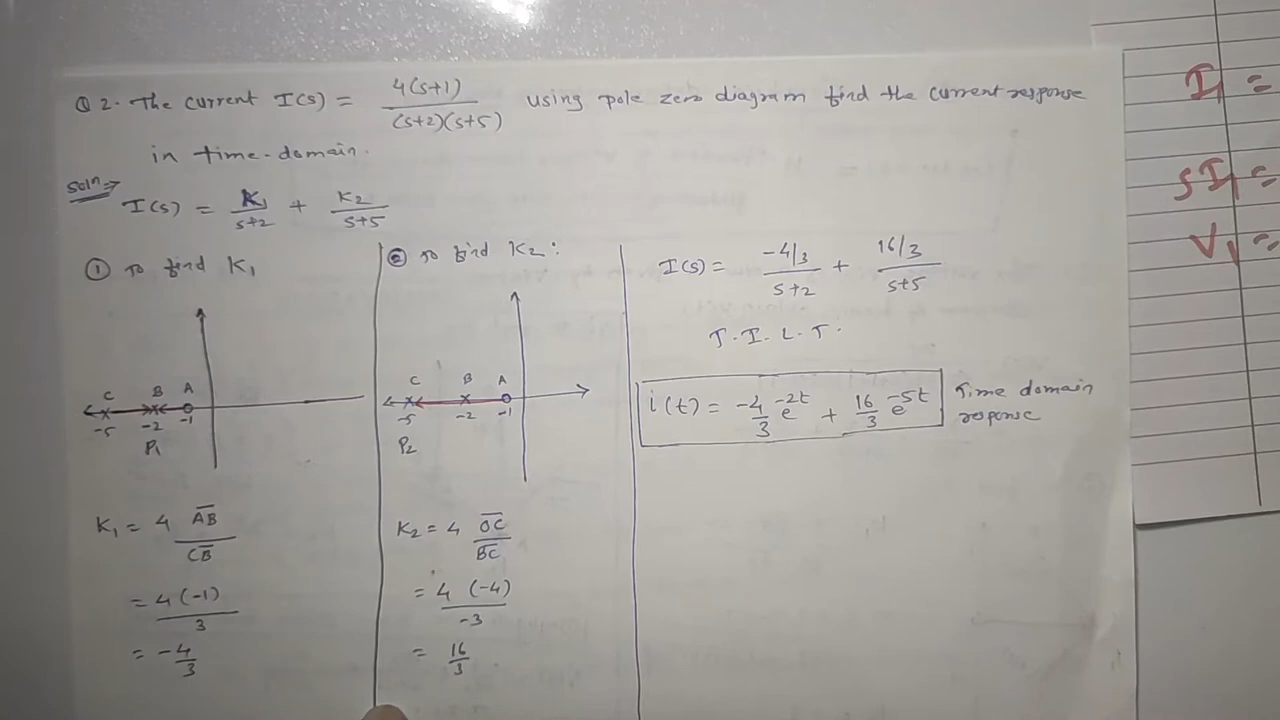 Q 2. The current I(s) = 4(s+1) / (s+2)(s+5) using pole zero diagram find the current response
in time-domain.
Soln ⇒
I(s) = K1 / s+2 + K2 / s+5
① To find K1
C B A
-5 -2 -1
P1
K1 = 4 AB / CB
= 4 (-1) / 3
= -4/3
② To find K2 :
C B A
-5 -2 -1
P2
K2 = 4 OC / BC
= 4 (-4) / -3
= 16/3
I(s) = -4/3 / s+2 + 16/3 / s+5
T. I. L. T.
i(t) = -4/3 e^-2t + 16/3 e^-5t Time domain
response
I1 =
sI1 =
V1 =